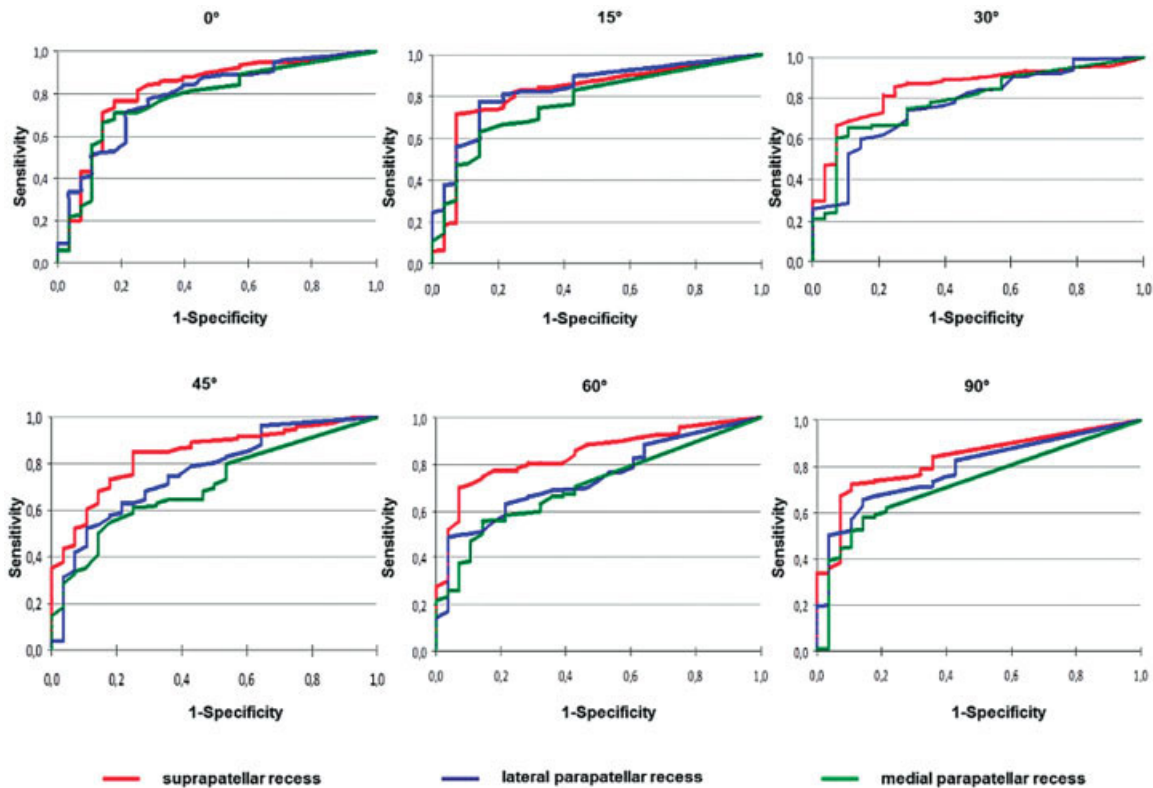 0° 15° 30°
1,0 1,0 1,0
0,8 0,8 0,8
0,6 0,6 0,6
0,4 0,4 0,4
0,2 0,2 0,2
0,0 0,0 0,0
Sensitivity Sensitivity Sensitivity
0,0 0,2 0,4 0,6 0,8 1,0 0,0 0,2 0,4 0,6 0,8 1,0 0,0 0,2 0,4 0,6 0,8 1,0
1-Specificity 1-Specificity 1-Specificity
45° 60° 90°
1,0 1,0 1,0
0,8 0,8 0,8
0,6 0,6 0,6
0,4 0,4 0,4
0,2 0,2 0,2
0,0 0,0 0,0
Sensitivity Sensitivity Sensitivity
0,0 0,2 0,4 0,6 0,8 1,0 0,0 0,2 0,4 0,6 0,8 1,0 0,0 0,2 0,4 0,6 0,8 1,0
1-Specificity 1-Specificity 1-Specificity
suprapatellar recess lateral parapatellar recess medial parapatellar recess